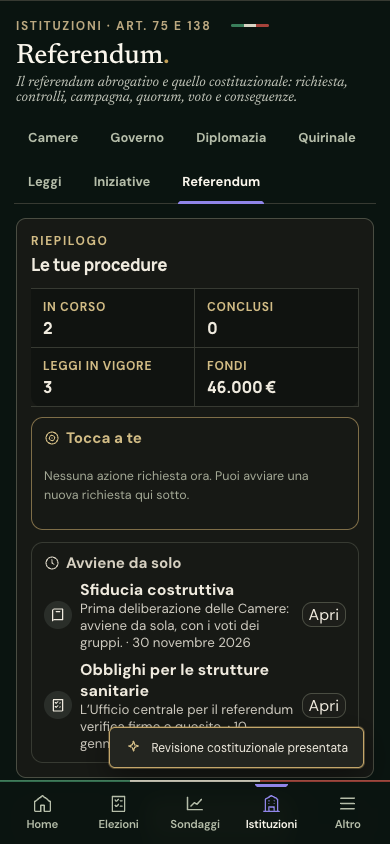 ISTITUZIONI · ART. 75 E 138
Referendum.
Il referendum abrogativo e quello costituzionale: richiesta,
controlli, campagna, quorum, voto e conseguenze.
Camere Governo Diplomazia Quirinale
Leggi Iniziative Referendum
RIEPILOGO
Le tue procedure
IN CORSO CONCLUSI
2 0
LEGGI IN VIGORE FONDI
3 46.000 €
Tocca a te
Nessuna azione richiesta ora. Puoi avviare una
nuova richiesta qui sotto.
Avviene da solo
Sfiducia costruttiva
Prima deliberazione delle Camere:
avviene da sola, con i voti dei
gruppi. · 30 novembre 2026
Apri
Obblighi per le strutture
sanitarie
L'Ufficio centrale per il referendum
verifica firme e quesito. · 10
Apri
Revisione costituzionale presentata
Home Elezioni Sondaggi Istituzioni Altro